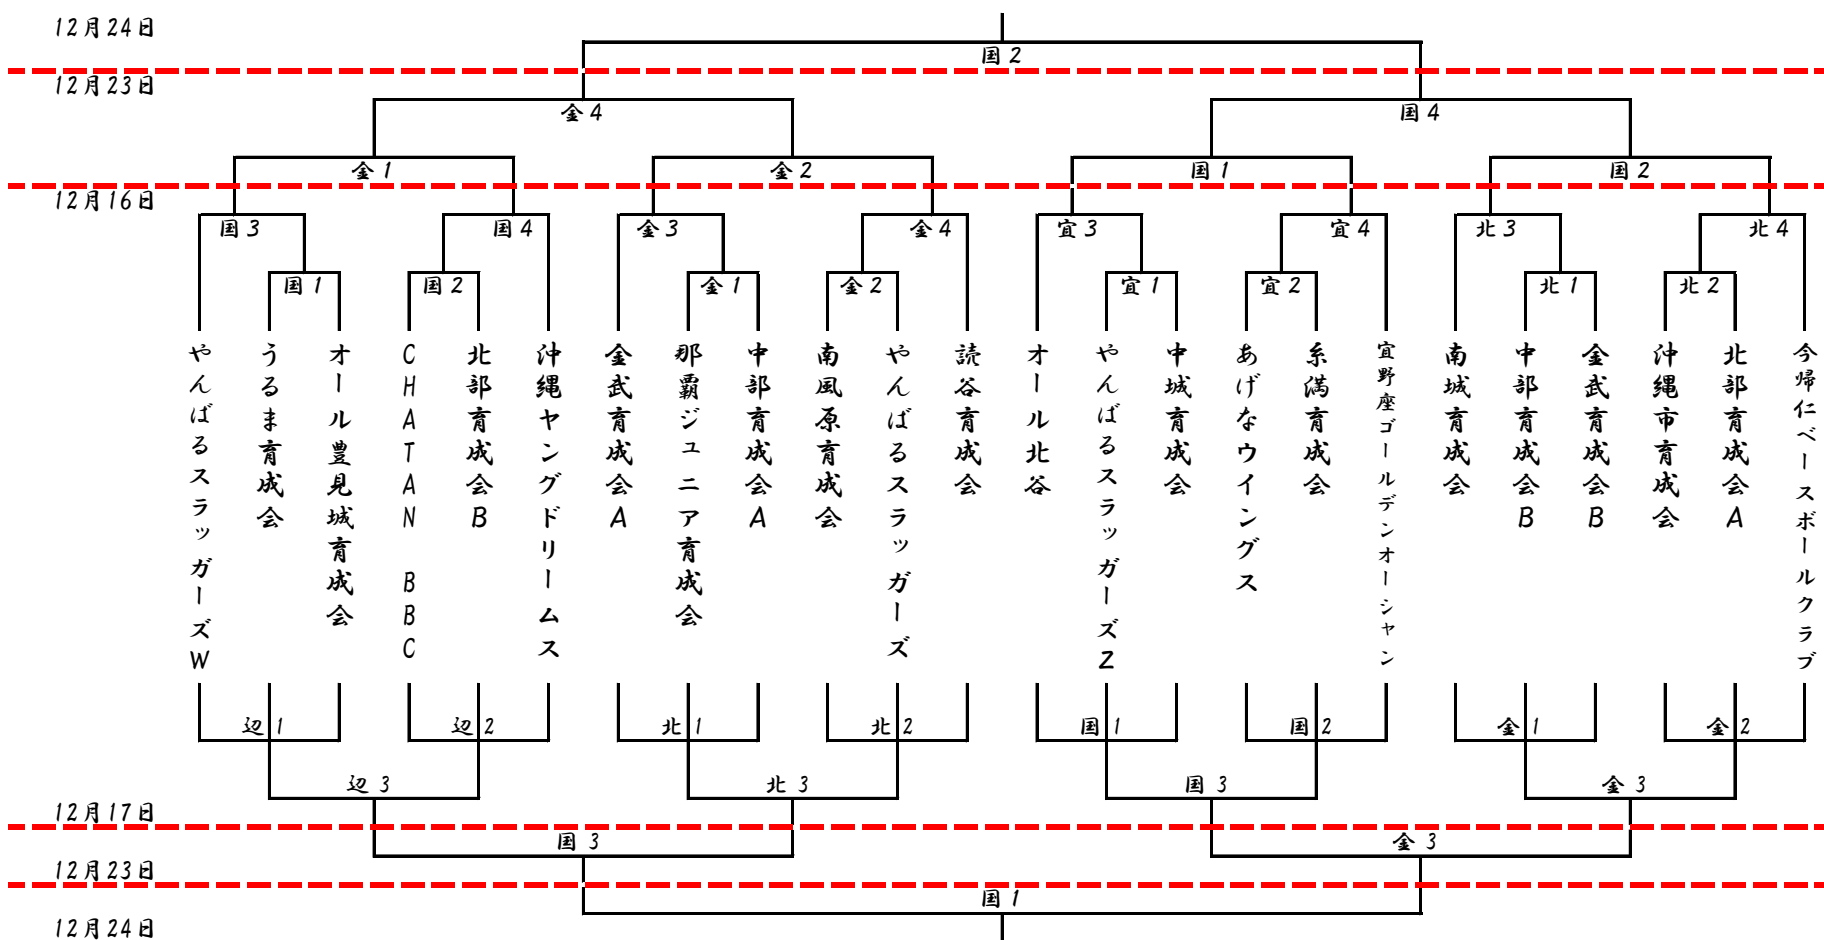 12月24日
国2
12月23日
金4
国4
金1
金2
国1
国2
12月16日
国3
国4
金3
金4
宜3
宜4
北3
北4
国1
国2
金1
金2
宜1
宜2
北1
北2
やんばるスラッガーズW
うるま育成会
オール豊見城育成会
CHATAN BBC
北部育成会B
沖縄ヤングドリームス
金武育成会A
那覇ジュニア育成会
中部育成会A
南風原育成会
やんばるスラッガーズ
読谷育成会
オール北谷
やんばるスラッガーズZ
中城育成会
あげなウイングス
糸満育成会
宜野座ゴールデンオーシャン
南城育成会
中部育成会B
金武育成会B
沖縄市育成会
北部育成会A
今帰仁ベースボールクラブ
辺1
辺2
北1
北2
国1
国2
金1
金2
辺3
北3
国3
金3
12月17日
国3
金3
12月23日
国1
12月24日